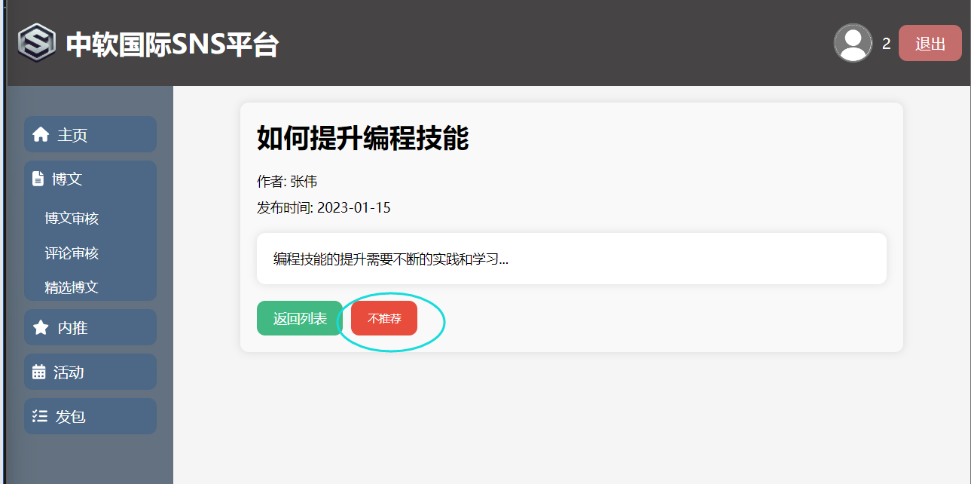 中软国际SNS平台
2
退出
主页
博文
博文审核
评论审核
精选博文
内推
活动
发包
如何提升编程技能
作者: 张伟
发布时间: 2023-01-15
编程技能的提升需要不断的实践和学习...
返回列表
不推荐